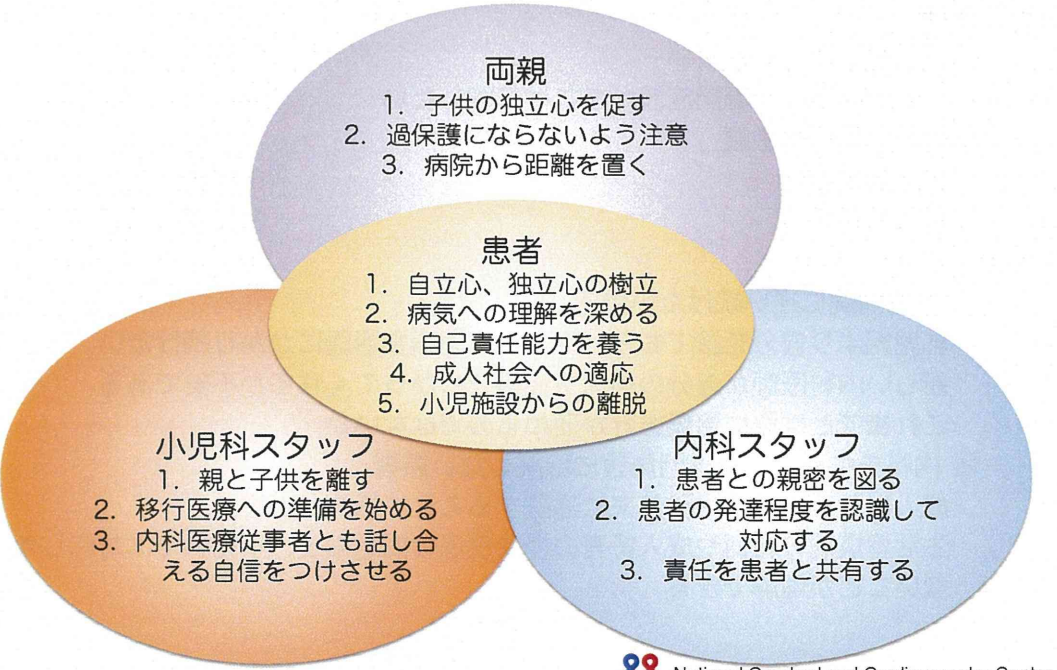 両親
1. 子供の独立心を促す
2. 過保護にならないよう注意
3. 病院から距離を置く
患者
1. 自立心、独立心の樹立
2. 病気への理解を深める
3. 自己責任能力を養う
4. 成人社会への適応
5. 小児施設からの離脱
小児科スタッフ
1. 親と子供を離す
2. 移行医療への準備を始める
3. 内科医療従事者とも話し合
える自信をつけさせる
内科スタッフ
1. 患者との親密を図る
2. 患者の発達程度を認識して
対応する
3. 責任を患者と共有する